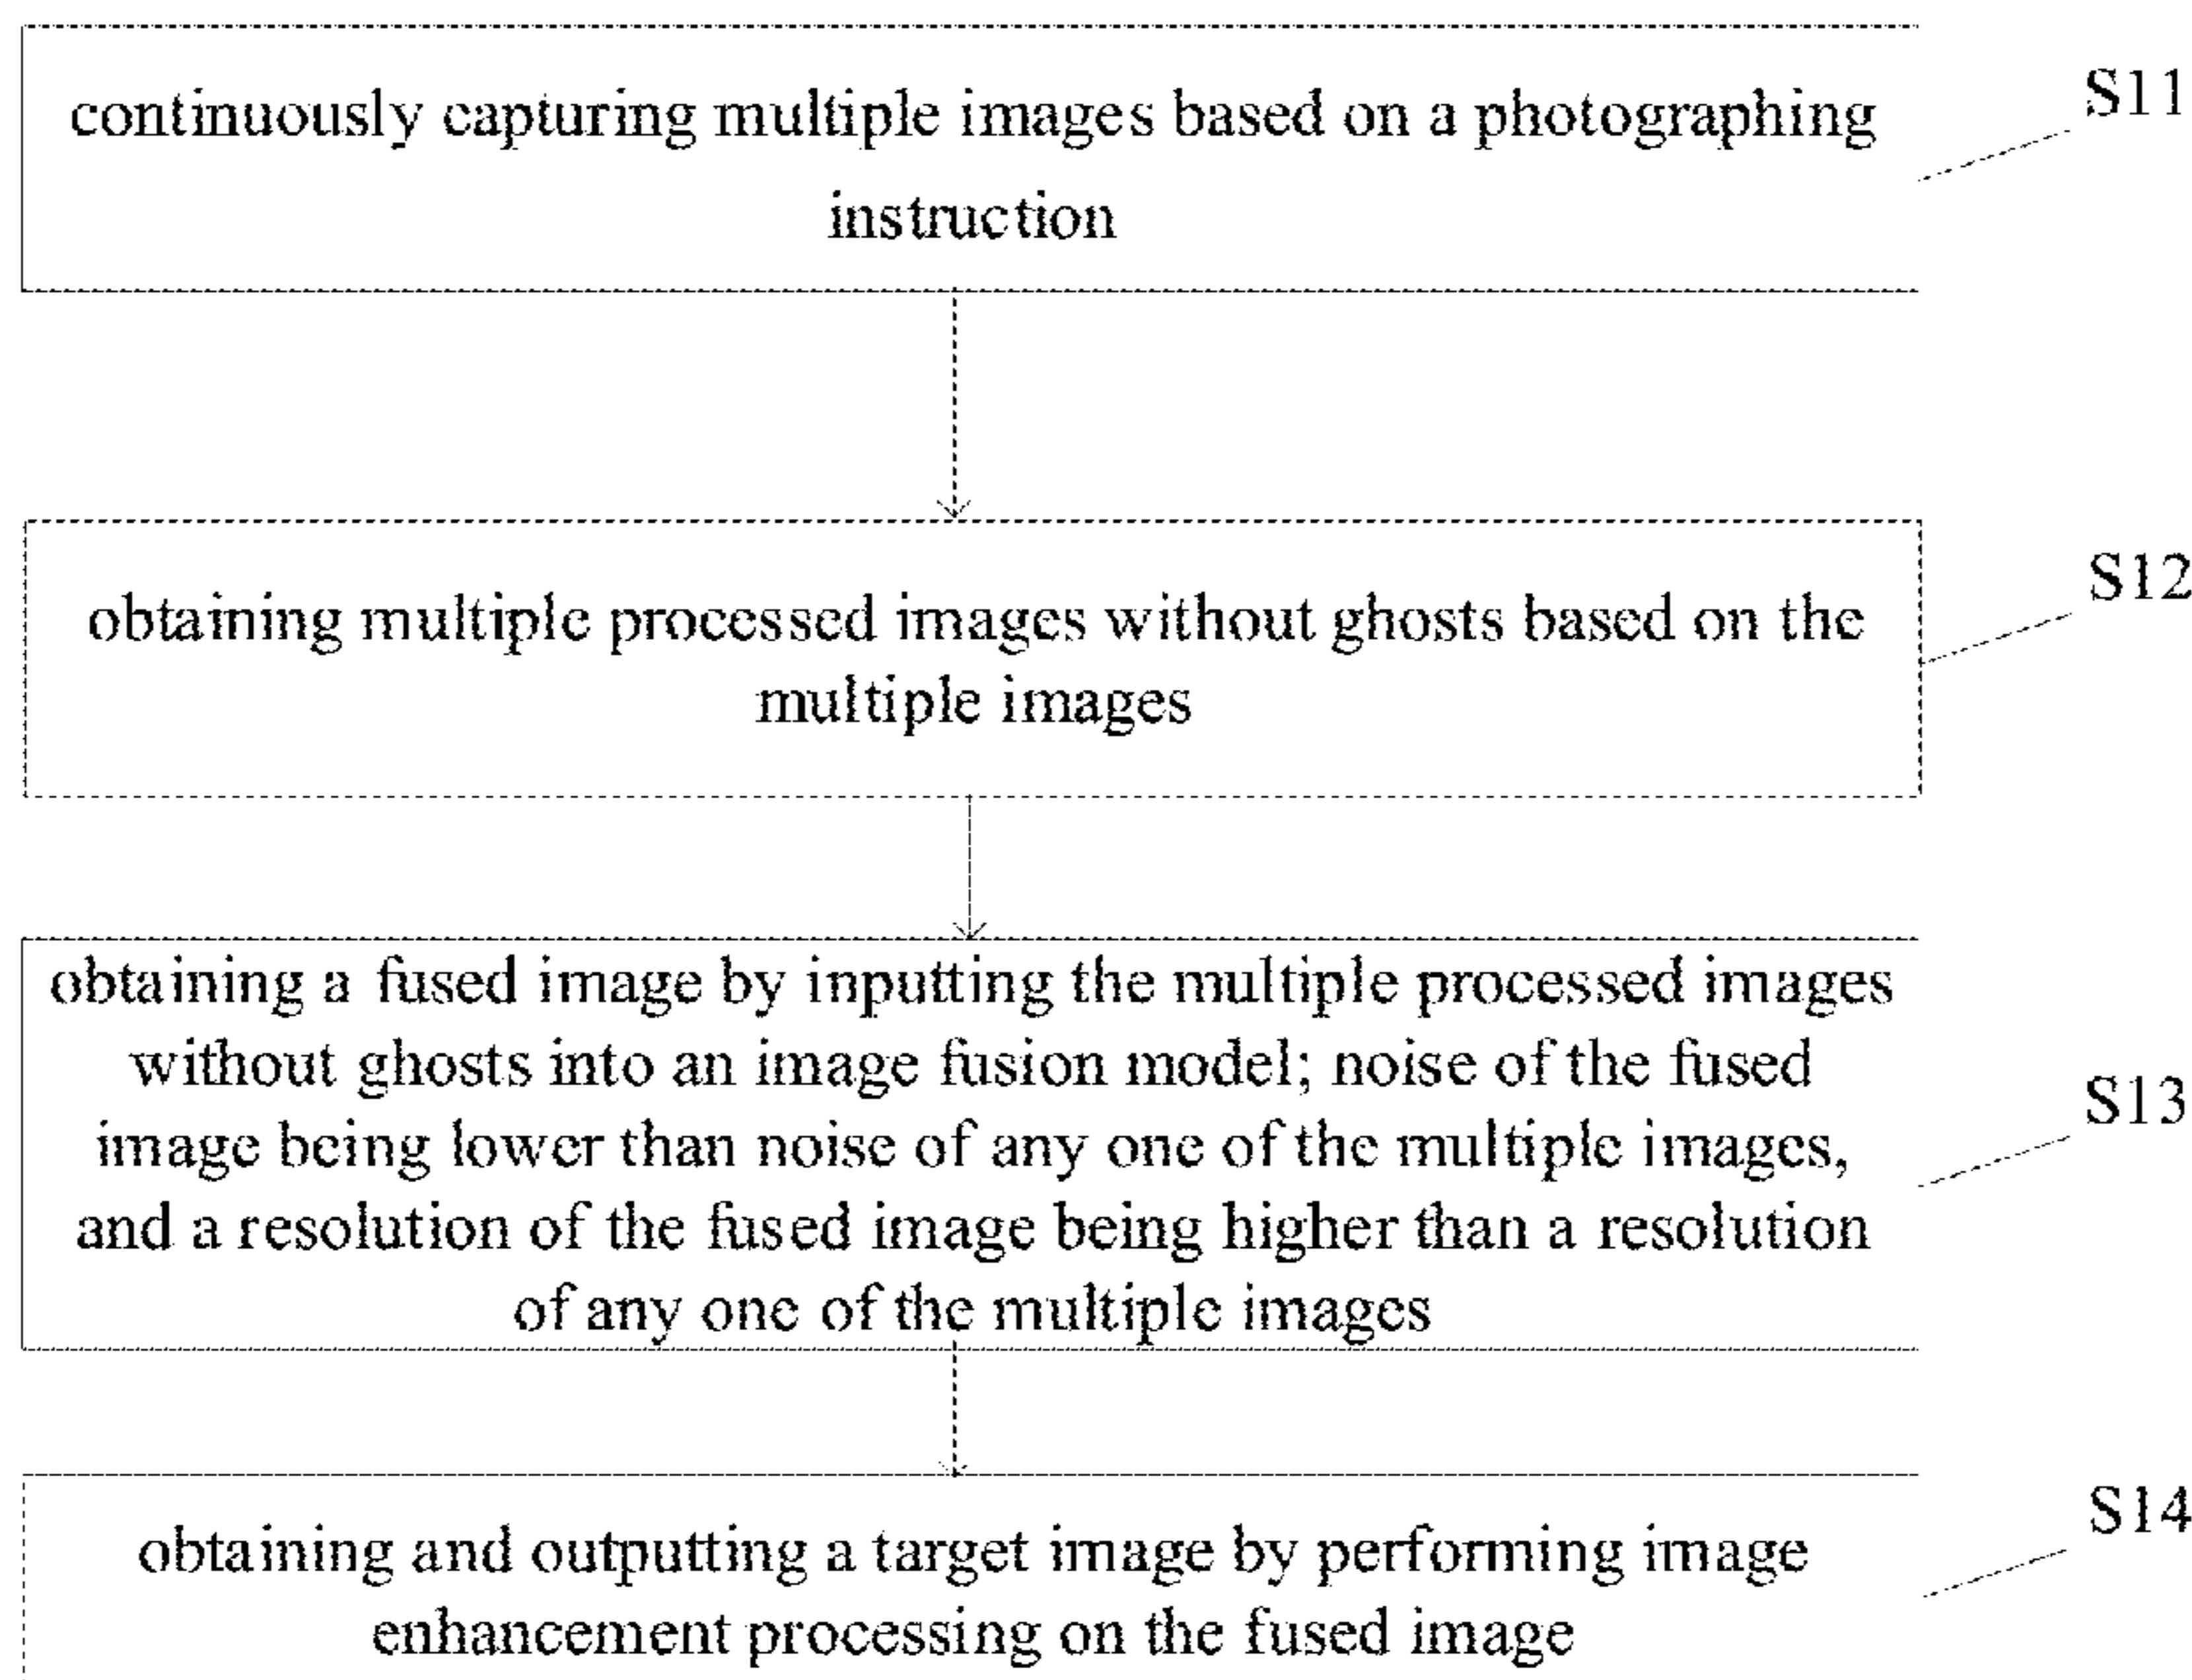 continuously capturing multiple images based on a photographing
instruction
S11
obtaining multiple processed images without ghosts based on the
multiple images
S12
obtaining a fused image by inputting the multiple processed images
without ghosts into an image fusion model; noise of the fused
image being lower than noise of any one of the multiple images,
and a resolution of the fused image being higher than a resolution
of any one of the multiple images
S13
obtaining and outputting a target image by performing image
enhancement processing on the fused image
S14